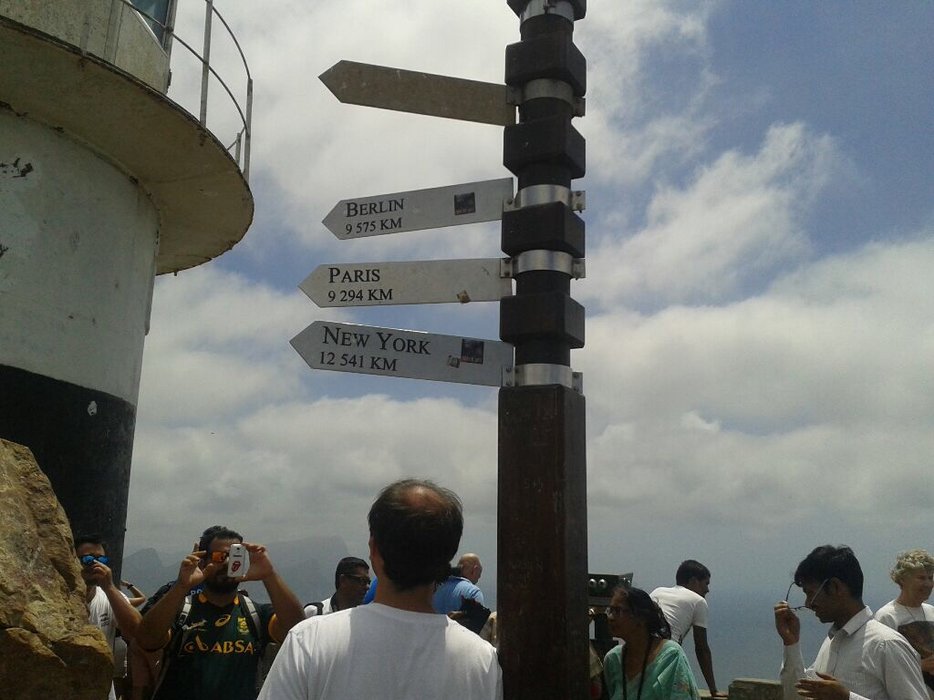 BERLIN
9 575 KM
PARIS
9 294 KM
NEW YORK
12 541 KM
ABSA